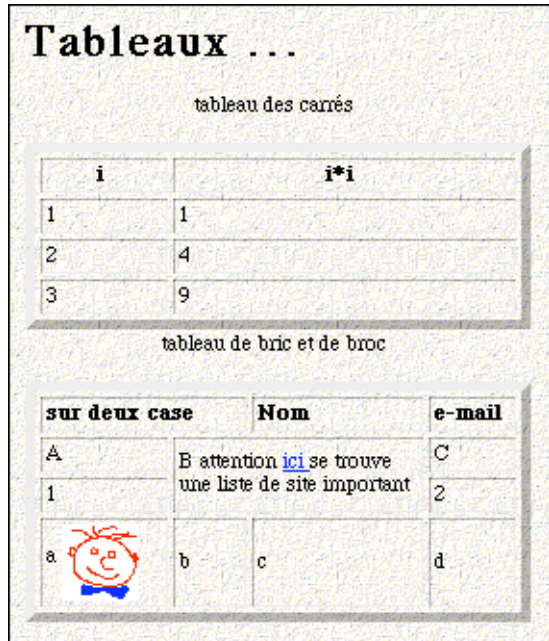 Tableaux ...
tableau des carrés
i i*i
1 1
2 4
3 9
tableau de bric et de broc
sur deux case Nom e-mail
A B attention ici se trouve C
1 une liste de site important 2
a b c d